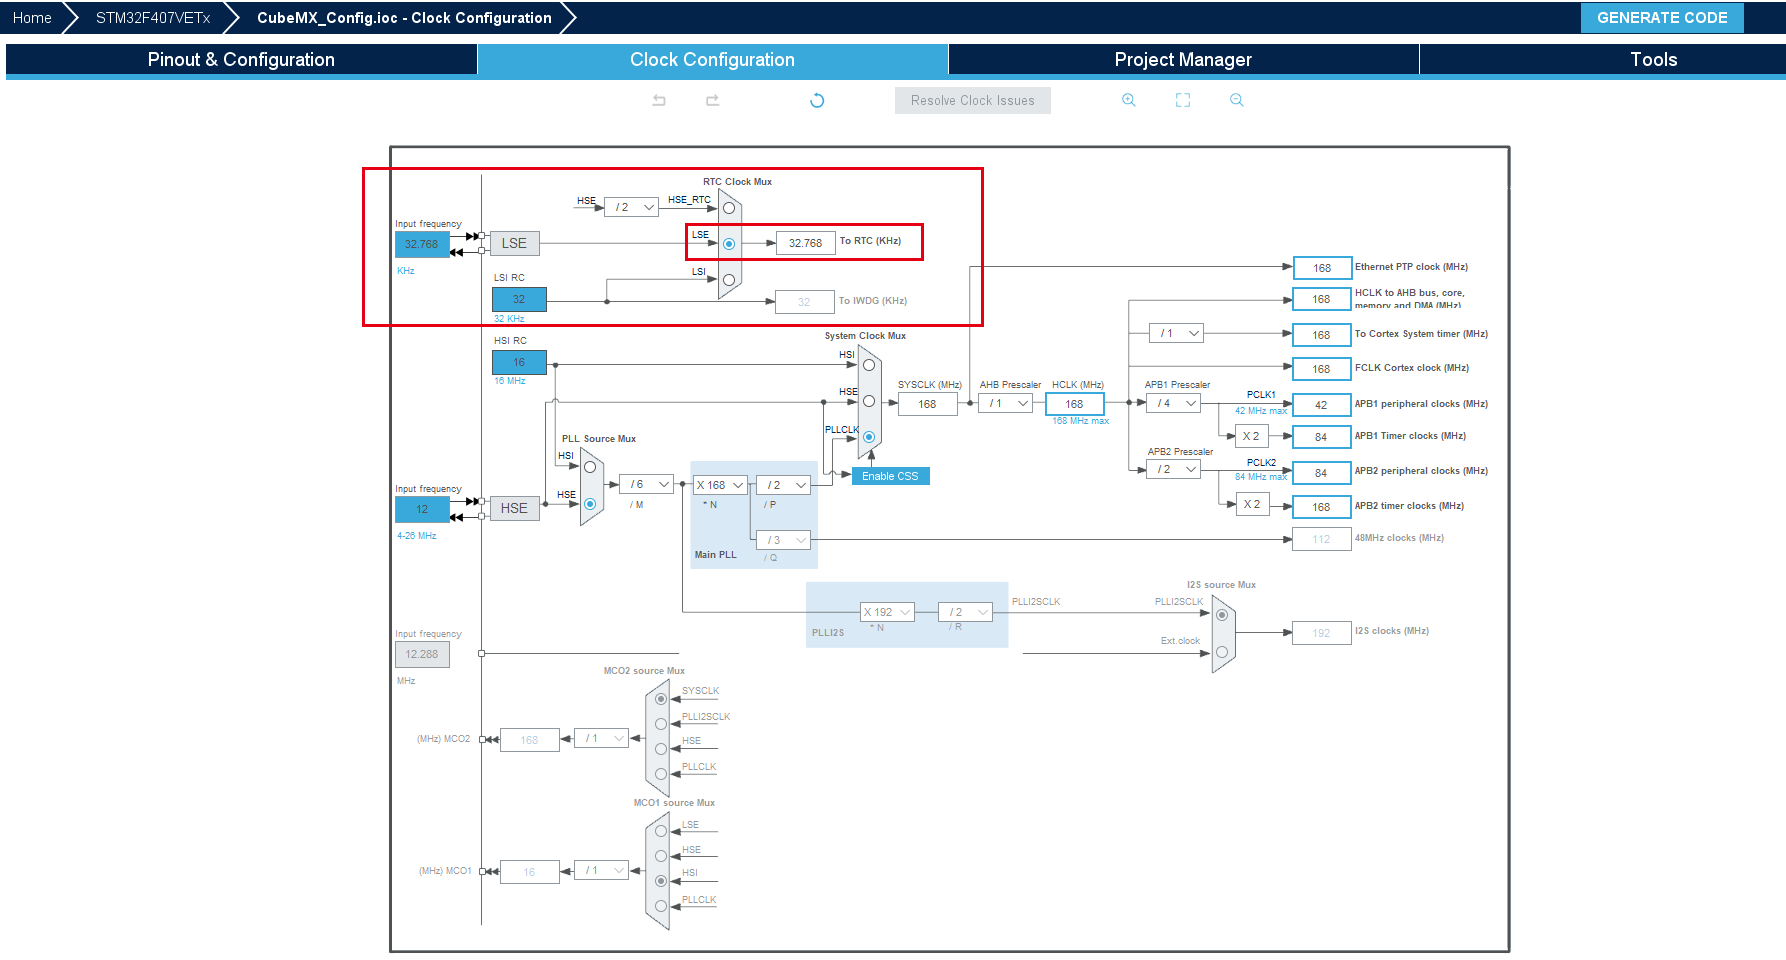 Home STM32F407VETx CubeMX_Config.ioc - Clock Configuration GENERATE CODE
Pinout & Configuration Clock Configuration Project Manager Tools
Resolve Clock Issues
RTC Clock Mux
HSE / 2 HSE_RTC
Input frequency
32.768 LSE LSE 32.768 To RTC (KHz)
KHz
LSI RC LSI
32 32 To IWDG (KHz)
32 KHz
168 Ethernet PTP clock (MHz)
168 HCLK to AHB bus, core,
memory and DMA (MHz)
/ 1 168 To Cortex System timer (MHz)
168 FCLK Cortex clock (MHz)
System Clock Mux
HSI RC HSI
16
16 MHz
HSE SYSCLK (MHz) AHB Prescaler HCLK (MHz) APB1 Prescaler
168 / 1 168 / 4 PCLK1 42 APB1 peripheral clocks (MHz)
168 MHz max 42 MHz max
X 2 84 APB1 Timer clocks (MHz)
PLLCLK
PLL Source Mux
HSI
APB2 Prescaler
/ 2 PCLK2 84 APB2 peripheral clocks (MHz)
84 MHz max
Enable CSS
X 2 168 APB2 timer clocks (MHz)
Input frequency
12 HSE HSE / 6 X 168 / 2
4-26 MHz / M * N / P
/ 3 112 48MHz clocks (MHz)
Main PLL / Q
I2S source Mux
X 192 / 2 PLLI2SCLK PLLI2SCLK
PLLI2S * N / R
192 I2S clocks (MHz)
Input frequency
12.288 Ext.clock
MHz
MCO2 source Mux
SYSCLK
PLLI2SCLK
(MHz) MCO2 168 / 1 HSE
PLLCLK
MCO1 source Mux
LSE
HSE
(MHz) MCO1 16 / 1 HSI
PLLCLK